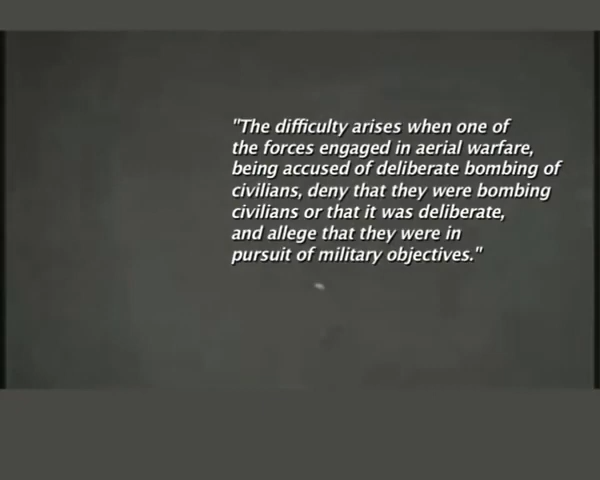 "The difficulty arises when one of
the forces engaged in aerial warfare,
being accused of deliberate bombing of
civilians, deny that they were bombing
civilians or that it was deliberate,
and allege that they were in
pursuit of military objectives."